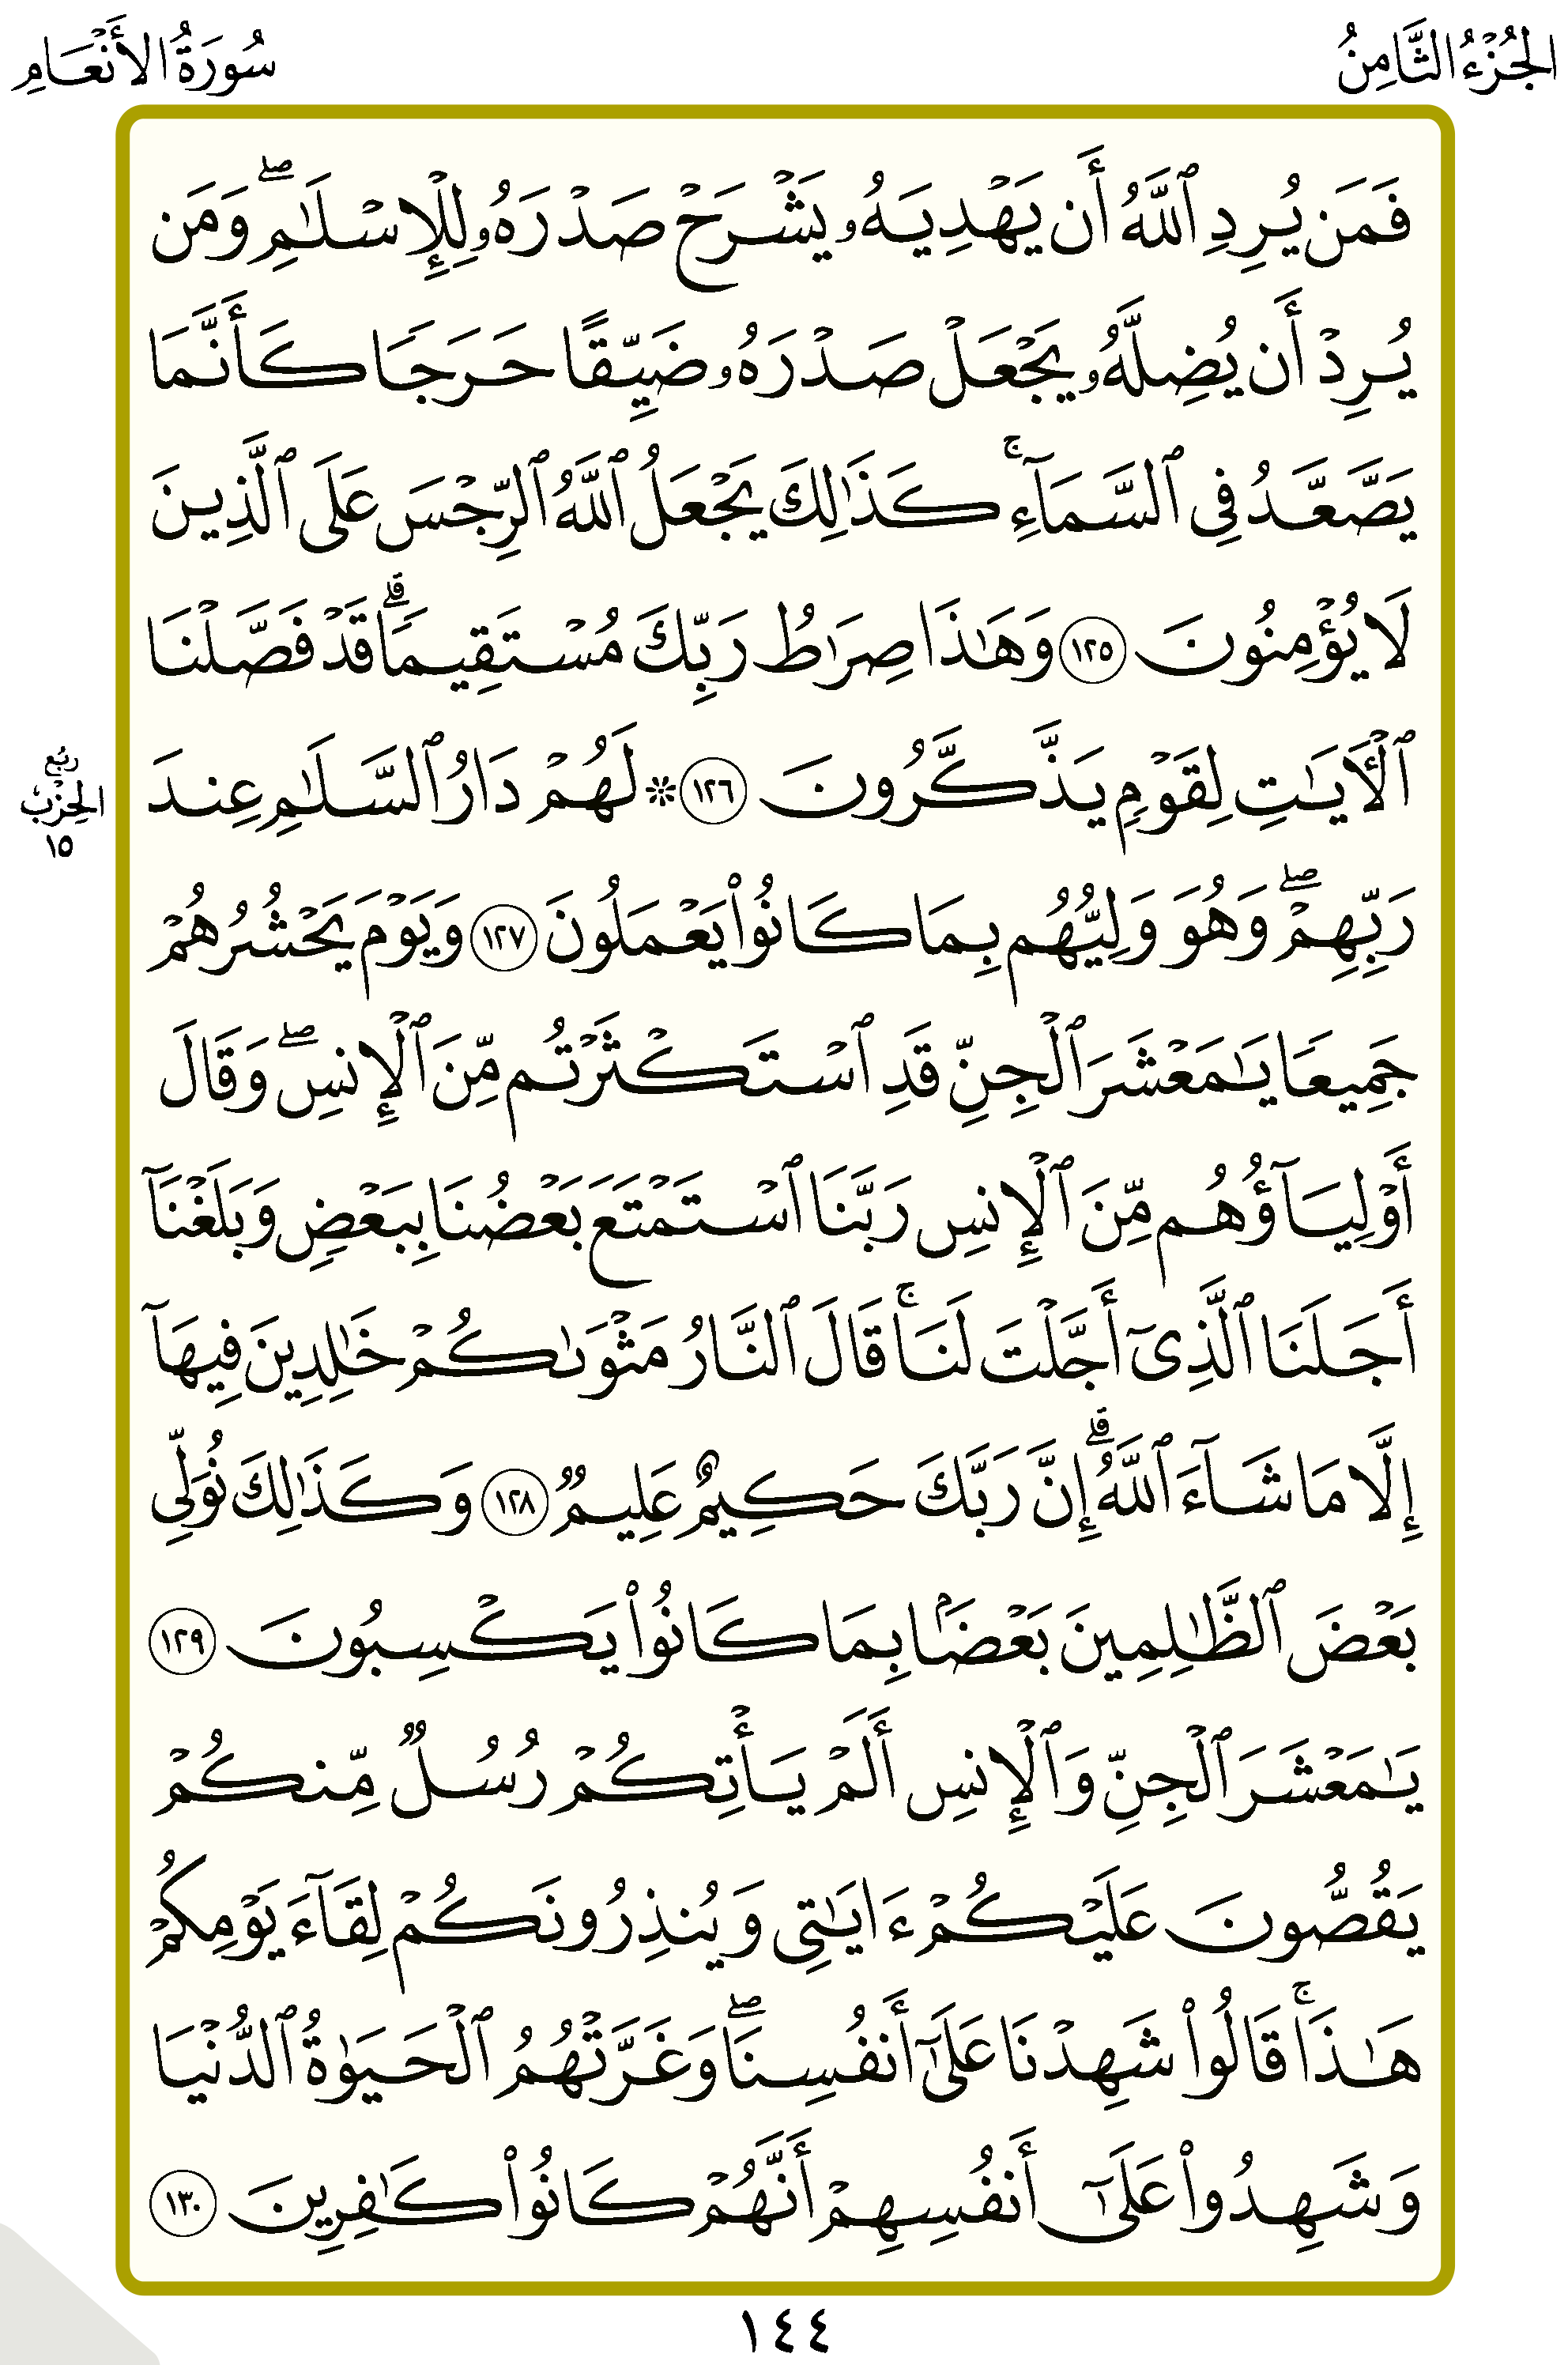 الجُزْءُ الثَّامِنُ
سُورَةُ الأَنْعَامِ
فَمَن يُرِدِ ٱللَّهُ أَن يَهْدِيَهُۥ يَشْرَحْ صَدْرَهُۥ لِلْإِسْلَٰمِۖ وَمَن
يُرِدْ أَن يُضِلَّهُۥ يَجْعَلْ صَدْرَهُۥ ضَيِّقًا حَرَجٗا كَأَنَّمَا
يَصَّعَّدُ فِي ٱلسَّمَآءِۚ كَذَٰلِكَ يَجْعَلُ ٱللَّهُ ٱلرِّجْسَ عَلَى ٱلَّذِينَ
لَا يُؤْمِنُونَ ١٢٥ وَهَٰذَا صِرَٰطُ رَبِّكَ مُسْتَقِيمٗاۗ قَدْ فَصَّلْنَا
ٱلْأٓيَٰتِ لِقَوْمٖ يَذَّكَّرُونَ ١٢٦ ۞ لَهُمْ دَارُ ٱلسَّلَٰمِ عِندَ
رَبِّهِمْۖ وَهُوَ وَلِيُّهُم بِمَا كَانُوا۟ يَعْمَلُونَ ١٢٧ وَيَوْمَ يَحْشُرُهُمْ
جَمِيعٗا يَٰمَعْشَرَ ٱلْجِنِّ قَدِ ٱسْتَكْثَرْتُم مِّنَ ٱلْإِنسِۖ وَقَالَ
أَوْلِيَآؤُهُم مِّنَ ٱلْإِنسِ رَبَّنَا ٱسْتَمْتَعَ بَعْضُنَا بِبَعْضٖ وَبَلَغْنَآ
أَجَلَنَا ٱلَّذِيٓ أَجَّلْتَ لَنَاۚ قَالَ ٱلنَّارُ مَثْوَىٰكُمْ خَٰلِدِينَ فِيهَآ
إِلَّا مَا شَآءَ ٱللَّهُۗ إِنَّ رَبَّكَ حَكِيمٌ عَلِيمٞ ١٢٨ وَكَذَٰلِكَ نُوَلِّي
بَعْضَ ٱلظَّٰلِمِينَ بَعْضَۢا بِمَا كَانُوا۟ يَكْسِبُونَ ١٢٩
يَٰمَعْشَرَ ٱلْجِنِّ وَٱلْإِنسِ أَلَمْ يَأْتِكُمْ رُسُلٞ مِّنكُمْ
يَقُصُّونَ عَلَيْكُمْ ءَايَٰتِي وَيُنذِرُونَكُمْ لِقَآءَ يَوْمِكُمْ
هَٰذَاۚ قَالُوا۟ شَهِدْنَا عَلَىٰٓ أَنفُسِنَاۖ وَغَرَّتْهُمُ ٱلْحَيَوٰةُ ٱلدُّنْيَا
وَشَهِدُوا۟ عَلَىٰٓ أَنفُسِهِمْ أَنَّهُمْ كَانُوا۟ كَٰفِرِينَ ١٣٠
ربع
الحِزْب
١٥
١٤٤